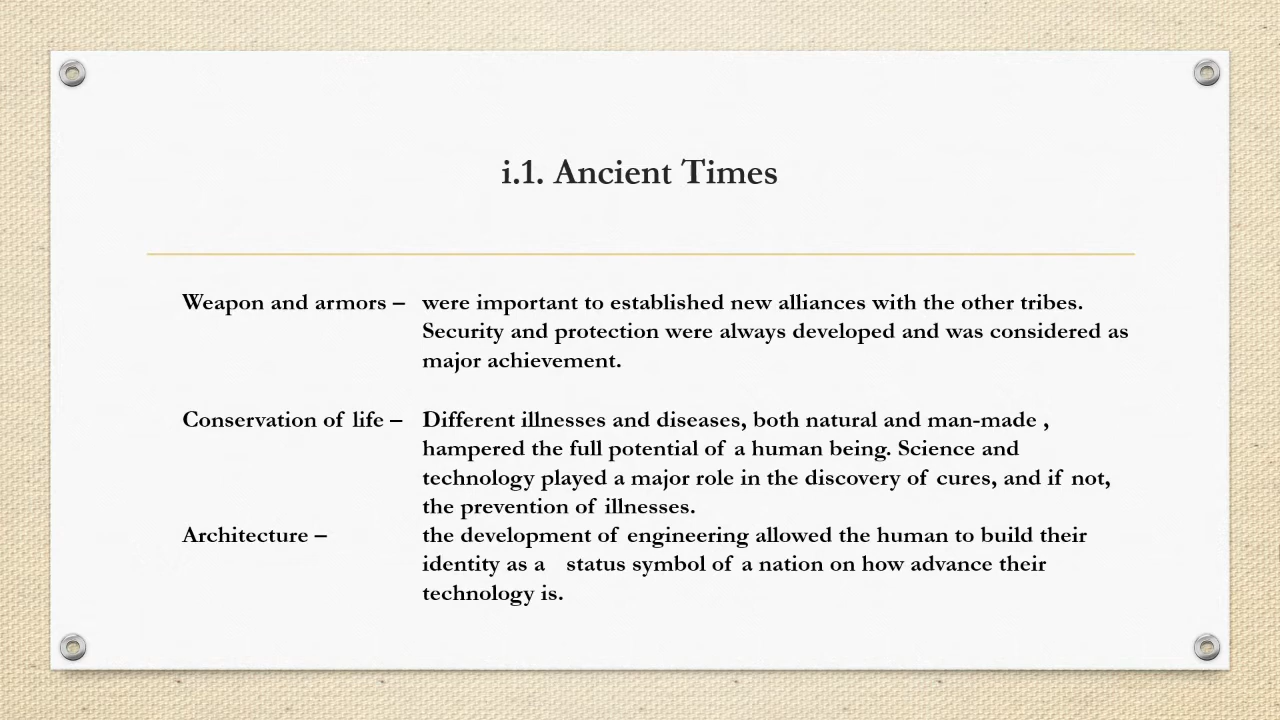 i.1. Ancient Times
Weapon and armors – were important to established new alliances with the other tribes.
Security and protection were always developed and was considered as
major achievement.
Conservation of life – Different illnesses and diseases, both natural and man-made ,
hampered the full potential of a human being. Science and
technology played a major role in the discovery of cures, and if not,
the prevention of illnesses.
Architecture – the development of engineering allowed the human to build their
identity as a status symbol of a nation on how advance their
technology is.